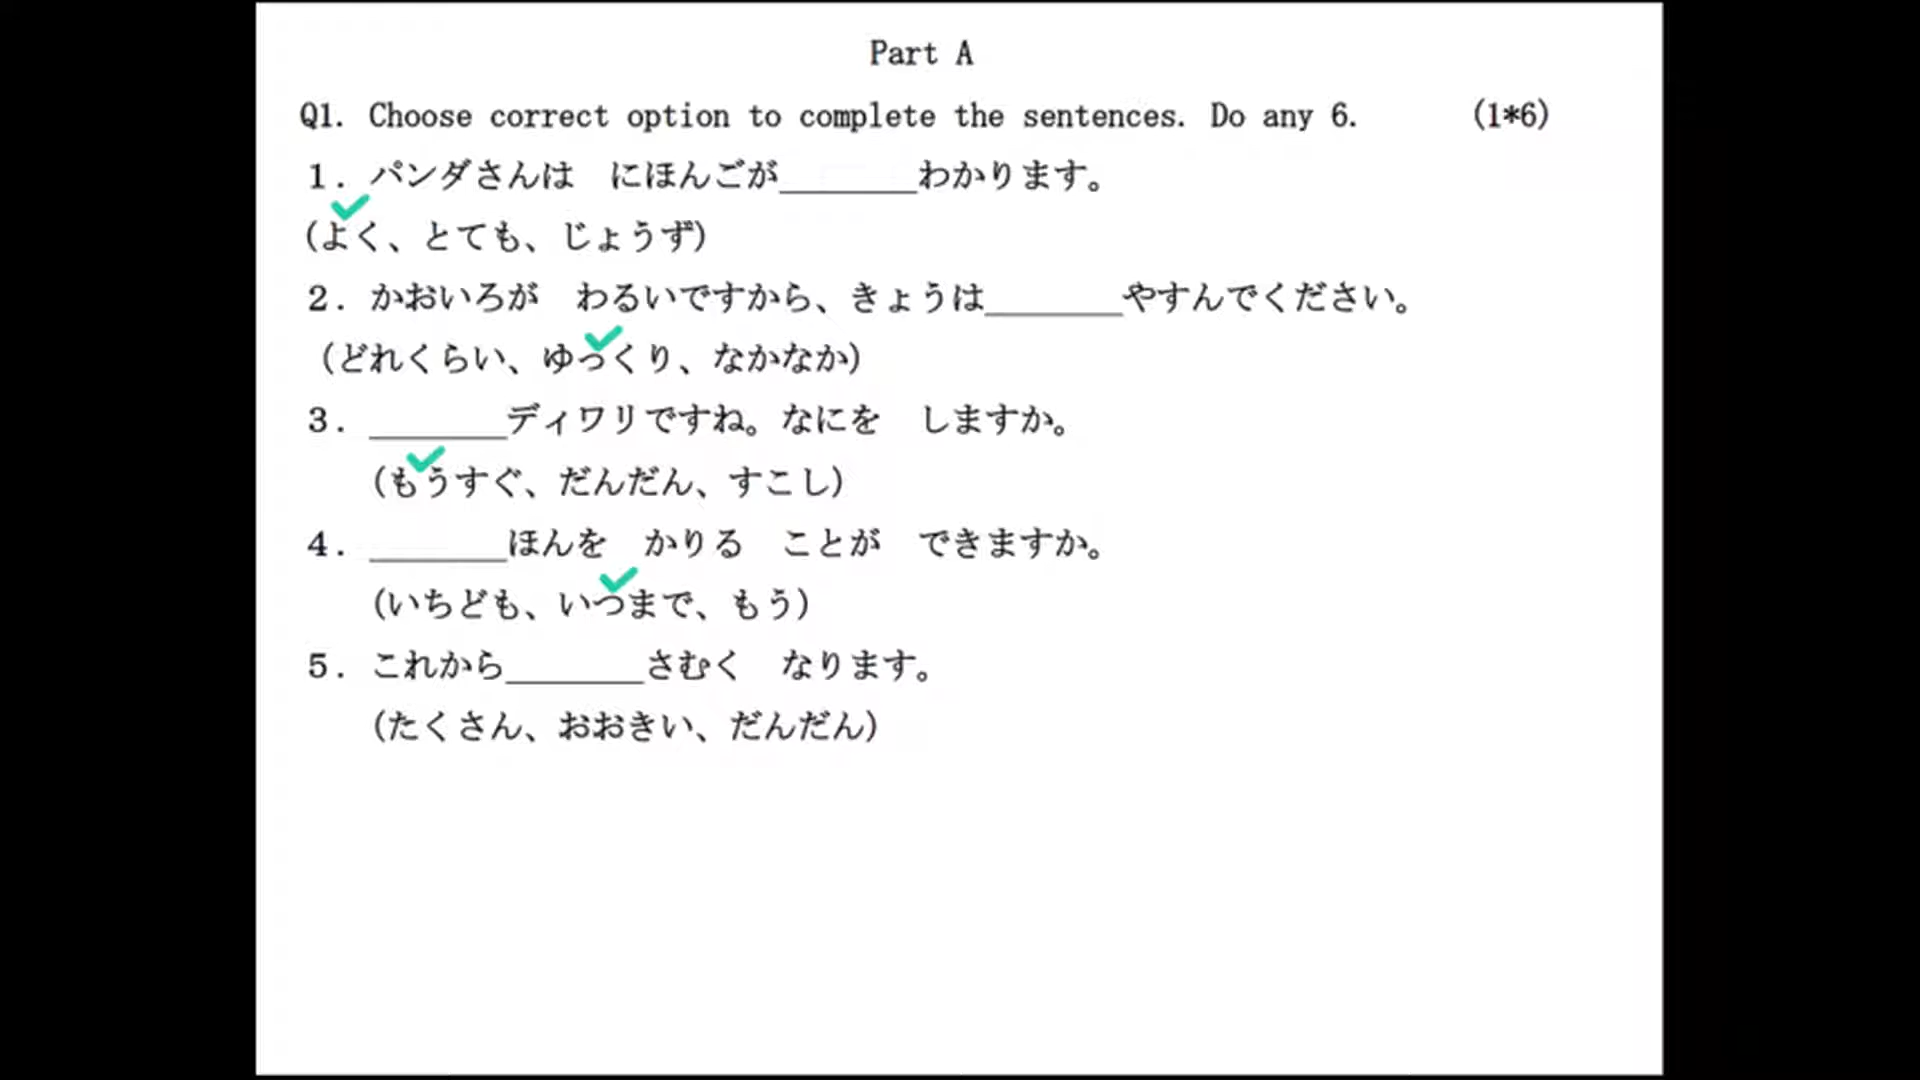 Part A
Q1. Choose correct option to complete the sentences. Do any 6. (1*6)
１．パンダさんは　にほんごが________わかります。
(よく、とても、じょうず)
２．かおいろが　わるいですから、きょうは________やすんでください。
(どれくらい、ゆっくり、なかなか)
３．________ディワリですね。なにを　しますか。
(もうすぐ、だんだん、すこし)
４．________ほんを　かりる　ことが　できますか。
(いちども、いつまで、もう)
５．これから________さむく　なります。
(たくさん、おおきい、だんだん)